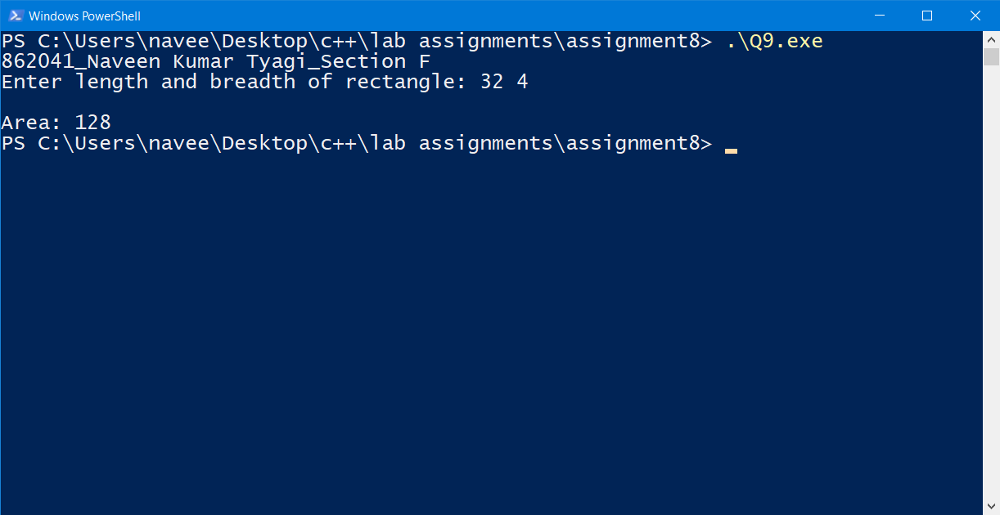 Windows PowerShell
PS C:\Users\navee\Desktop\c++\lab assignments\assignment8> .\Q9.exe
862041_Naveen Kumar Tyagi_Section F
Enter length and breadth of rectangle: 32 4
Area: 128
PS C:\Users\navee\Desktop\c++\lab assignments\assignment8>